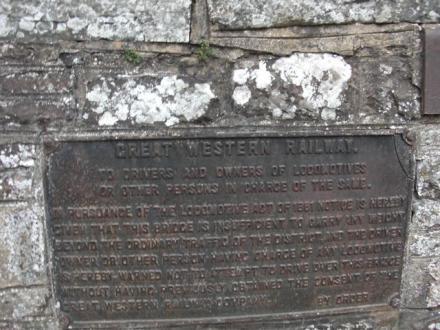 GREAT WESTERN RAILWAY.
TO DRIVERS AND OWNERS OF LOCOMOTIVES
OR OTHER PERSONS IN CHARGE OF THE SAME.
IN PURSUANCE OF THE LOCOMOTIVE ACT OF 1861 NOTICE IS HEREBY
GIVEN THAT THIS BRIDGE IS INSUFFICIENT TO CARRY ANY WEIGHT
BEYOND THE ORDINARY TRAFFIC OF THE DISTRICT, AND THE DRIVER
OWNER OR OTHER PERSON HAVING CHARGE OF ANY LOCOMOTIVE
IS HEREBY WARNED NOT TO ATTEMPT TO DRIVE OVER THIS BRIDGE
WITHOUT HAVING PREVIOUSLY OBTAINED THE CONSENT OF THE
GREAT WESTERN RAILWAY COMPANY. BY ORDER